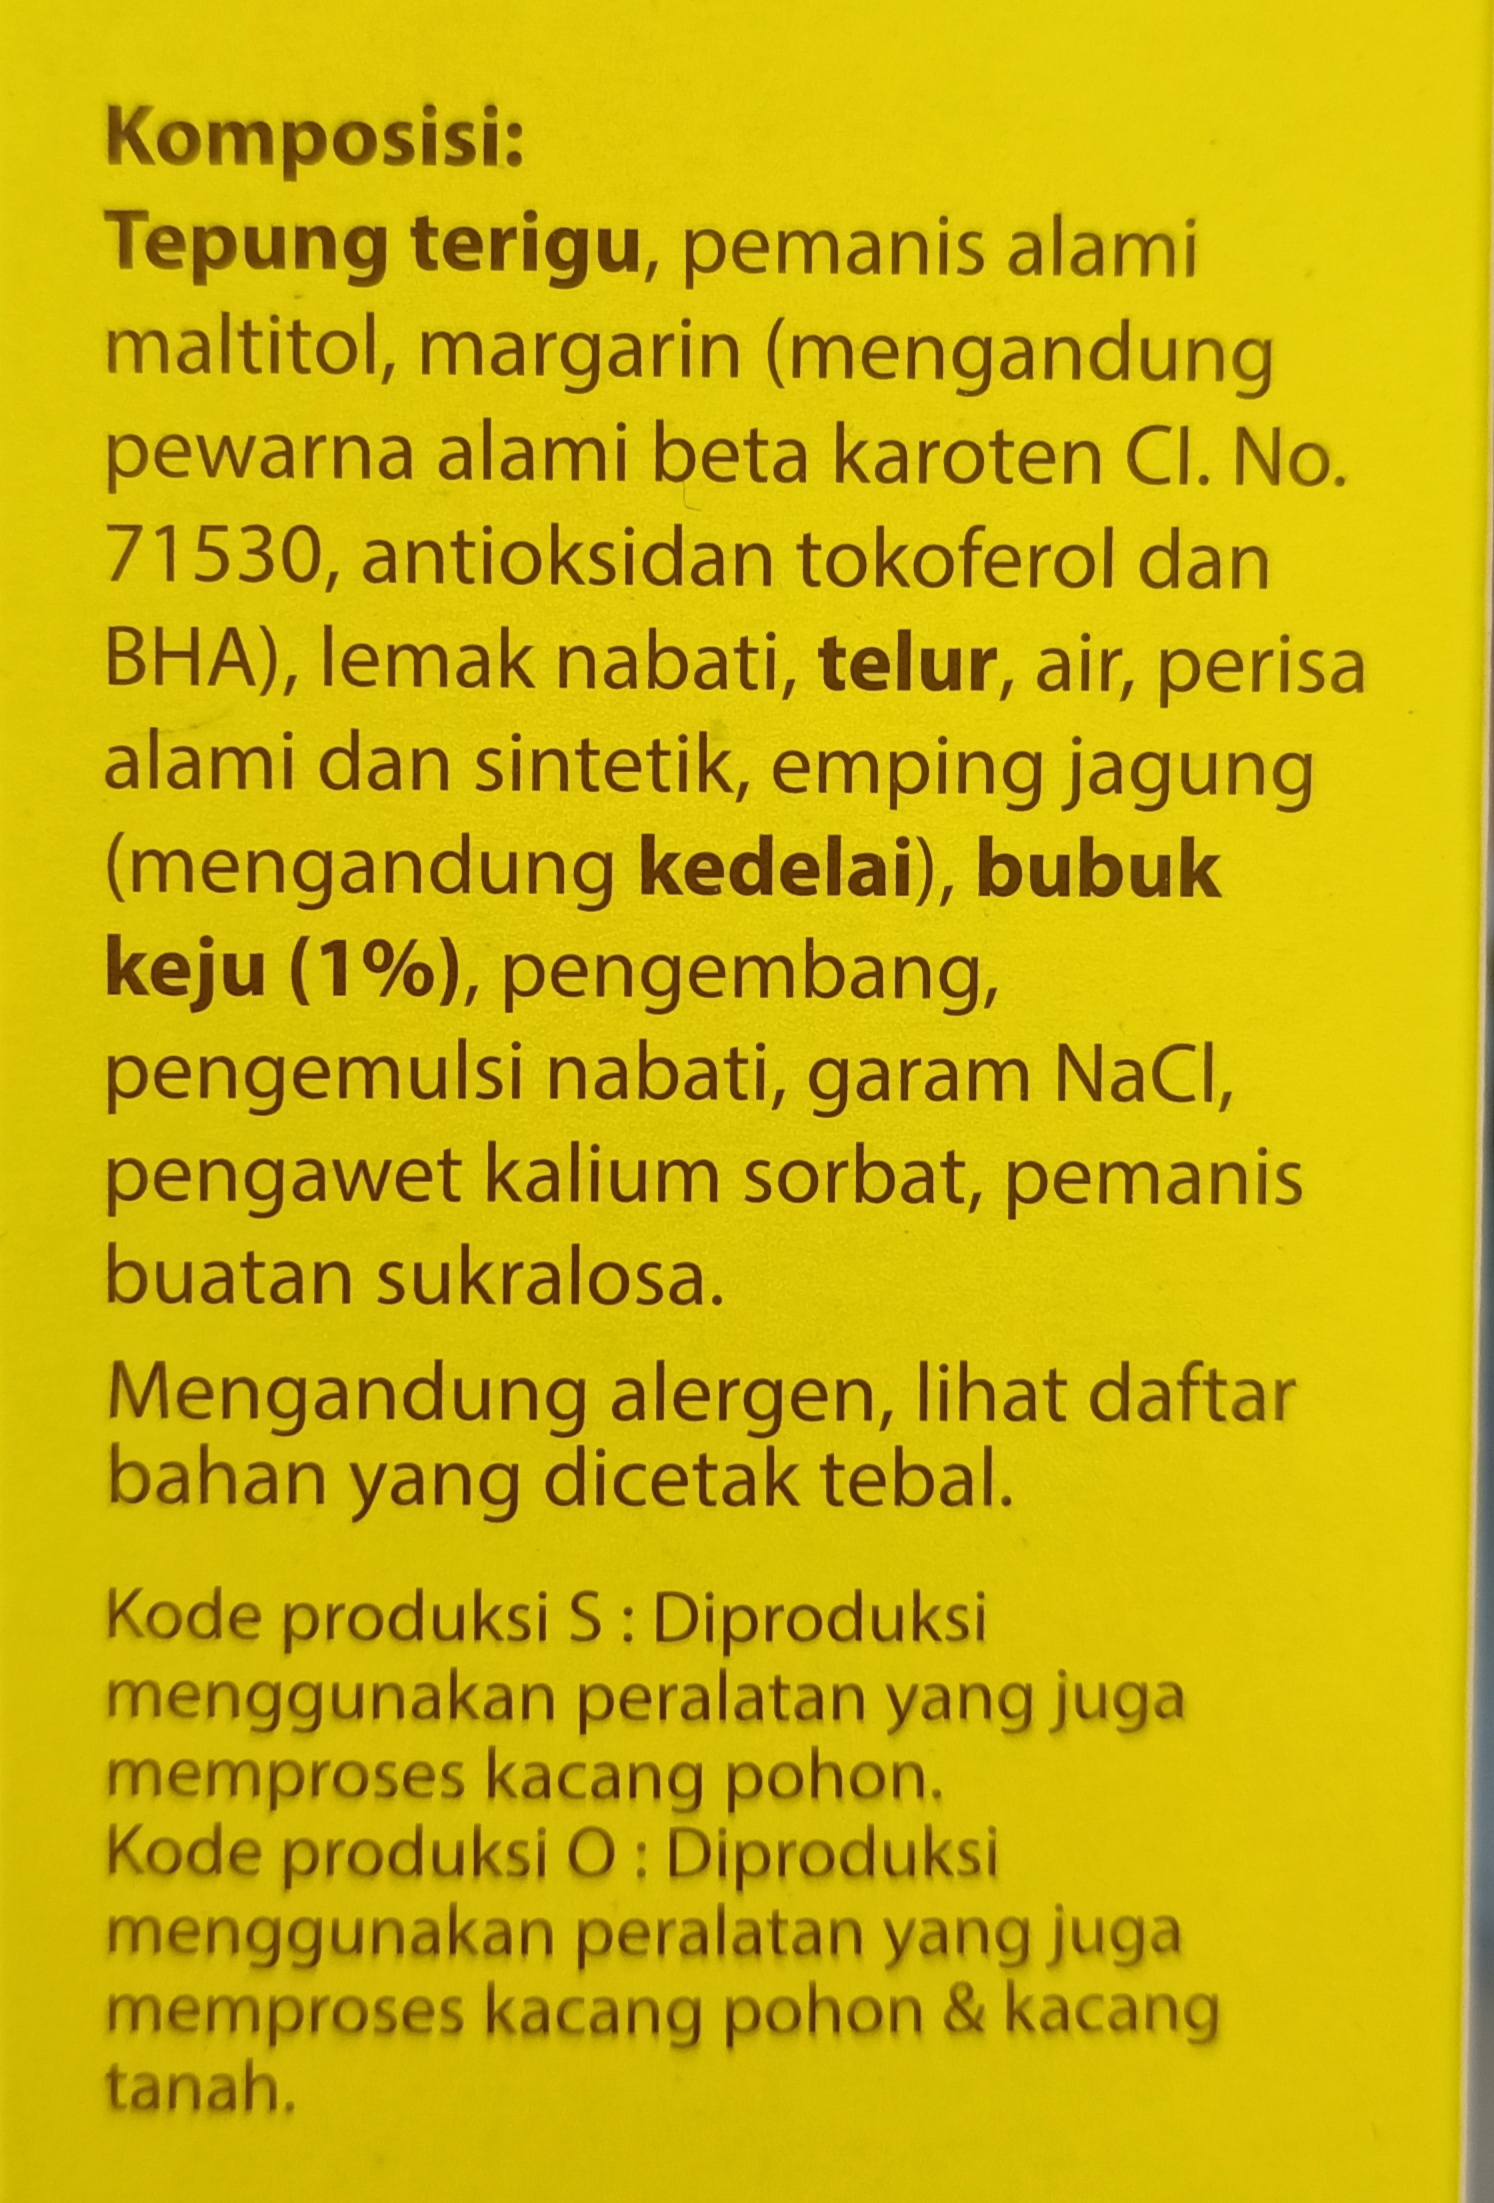 Komposisi:
Tepung terigu, pemanis alami
maltitol, margarin (mengandung
pewarna alami beta karoten CI. No.
71530, antioksidan tokoferol dan
BHA), lemak nabati, telur, air, perisa
alami dan sintetik, emping jagung
(mengandung kedelai), bubuk
keju (1%), pengembang,
pengemulsi nabati, garam NaCl,
pengawet kalium sorbat, pemanis
buatan sukralosa.
Mengandung alergen, lihat daftar
bahan yang dicetak tebal.
Kode produksi S : Diproduksi
menggunakan peralatan yang juga
memproses kacang pohon.
Kode produksi O : Diproduksi
menggunakan peralatan yang juga
memproses kacang pohon & kacang
tanah.